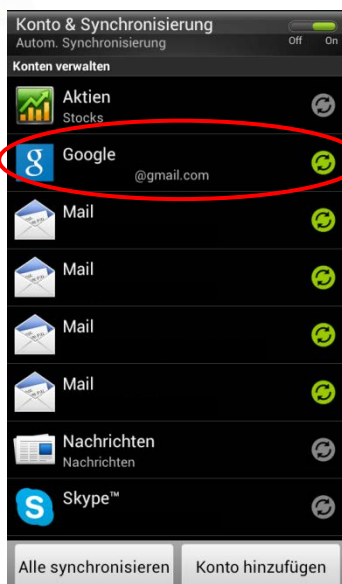 Konto & Synchronisierung
Autom. Synchronisierung
Off On
Konten verwalten
Aktien
Stocks
Google
@gmail.com
Mail
Mail
Mail
Mail
Nachrichten
Nachrichten
Skype™
Alle synchronisieren
Konto hinzufügen